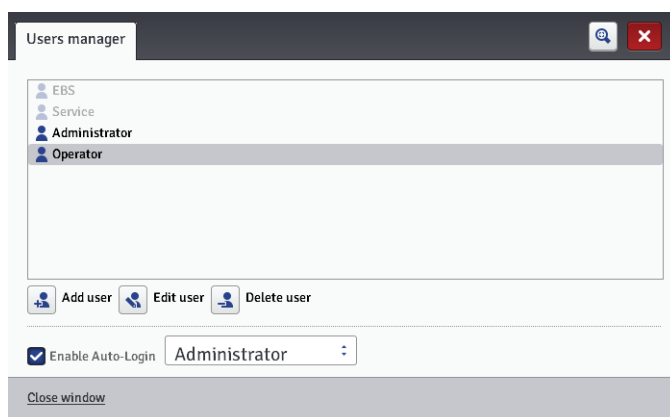 Users manager
EBS
Service
Administrator
Operator
Add user Edit user Delete user
Enable Auto-Login Administrator
Close window